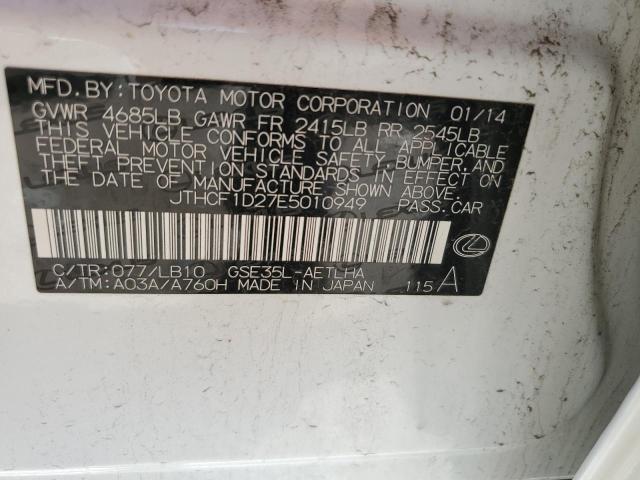 MFD. BY: TOYOTA MOTOR CORPORATION 01/14
GVWR 4685LB GAWR FR 2415LB RR 2545LB
THIS VEHICLE CONFORMS TO ALL APPLICABLE
FEDERAL MOTOR VEHICLE SAFETY, BUMPER, AND
THEFT PREVENTION STANDARDS IN EFFECT ON
THE DATE OF MANUFACTURE SHOWN ABOVE.
JTHCF1D27E5010949 PASS.CAR
C/TR: 077/LB10 GSE35L-AETLHA
A/TM: A03A/A760H MADE IN JAPAN 115 A